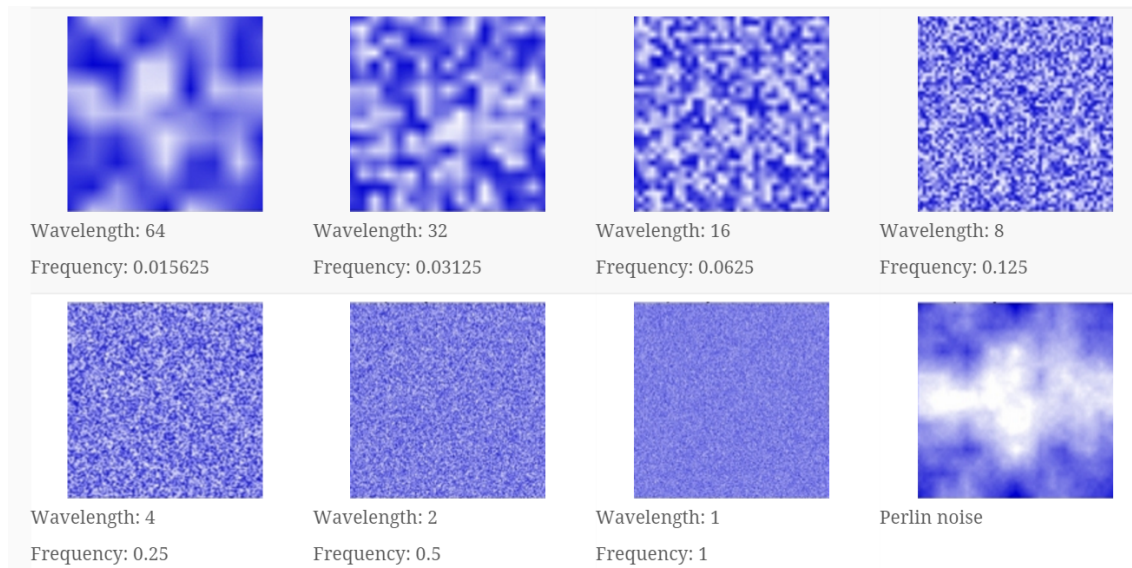 Wavelength: 64
Wavelength: 32
Wavelength: 16
Wavelength: 8
Frequency: 0.015625
Frequency: 0.03125
Frequency: 0.0625
Frequency: 0.125
Wavelength: 4
Wavelength: 2
Wavelength: 1
Perlin noise
Frequency: 0.25
Frequency: 0.5
Frequency: 1